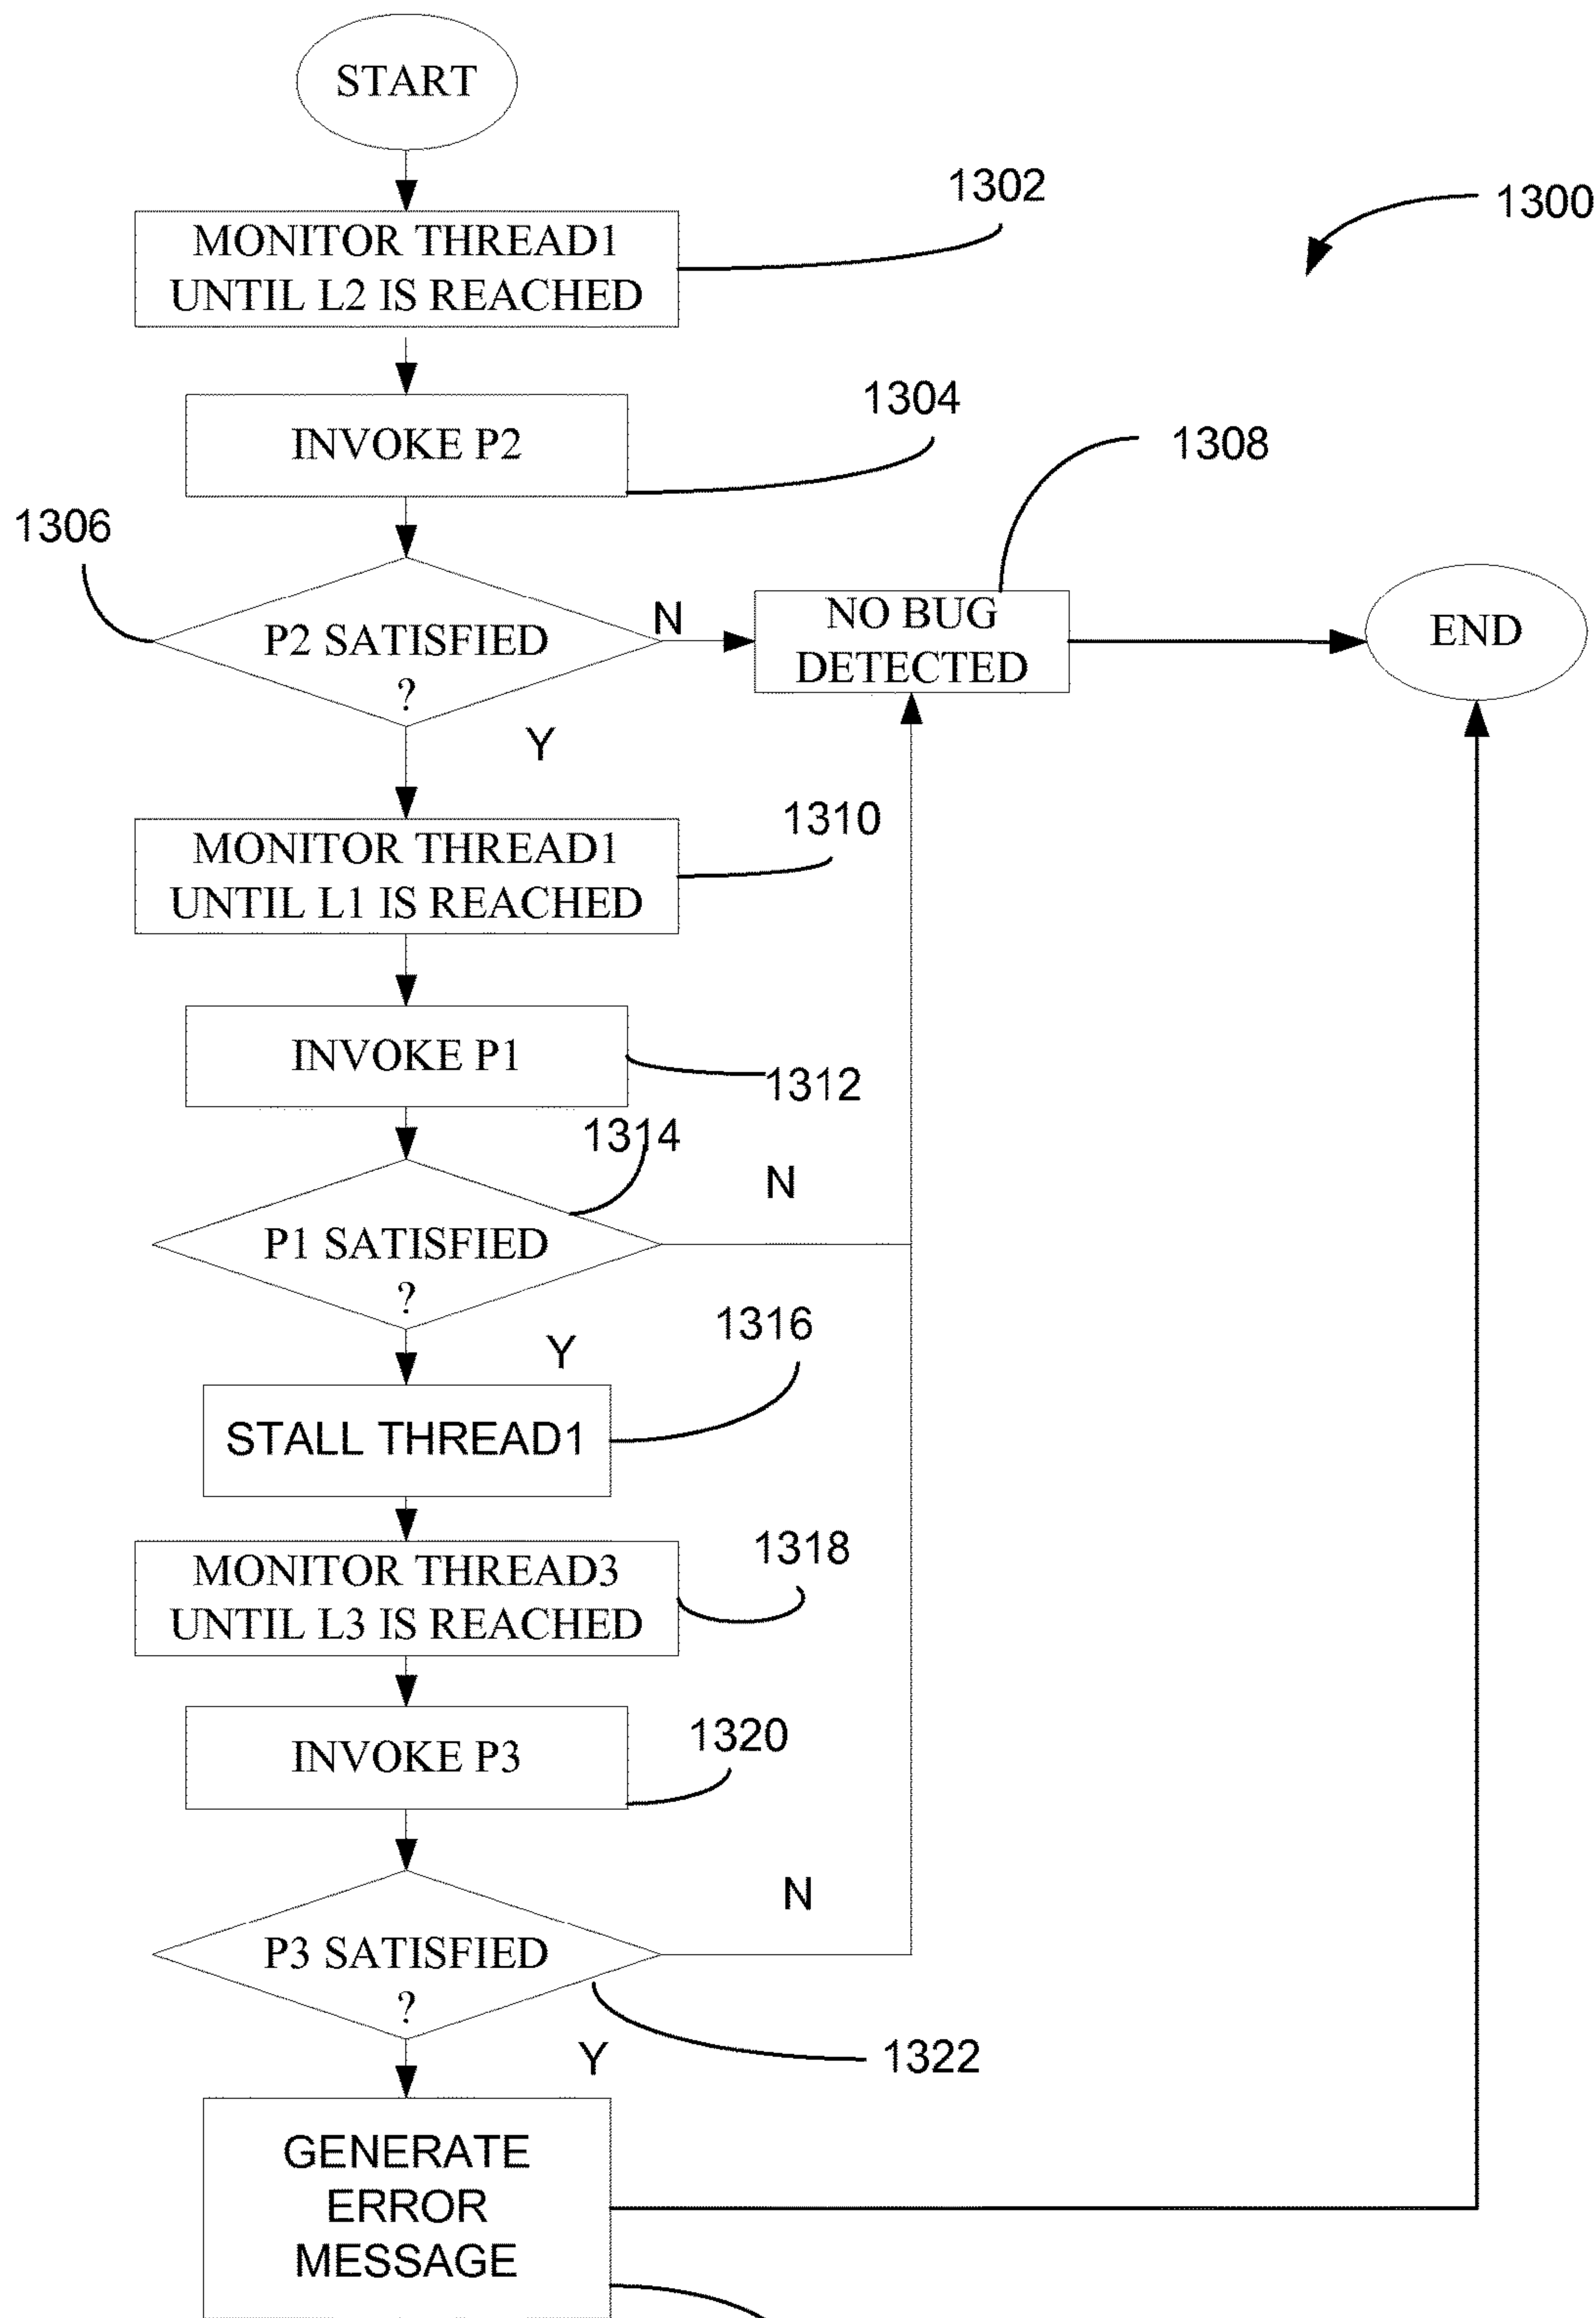 START
1302
1300
MONITOR THREAD1
UNTIL L2 IS REACHED
1304
INVOKE P2
1308
1306
P2 SATISFIED
?
N
NO BUG
DETECTED
END
Y
1310
MONITOR THREAD1
UNTIL L1 IS REACHED
INVOKE P1
1312
1314
N
P1 SATISFIED
?
Y
1316
STALL THREAD1
1318
MONITOR THREAD3
UNTIL L3 IS REACHED
1320
INVOKE P3
N
P3 SATISFIED
?
Y
1322
GENERATE
ERROR
MESSAGE